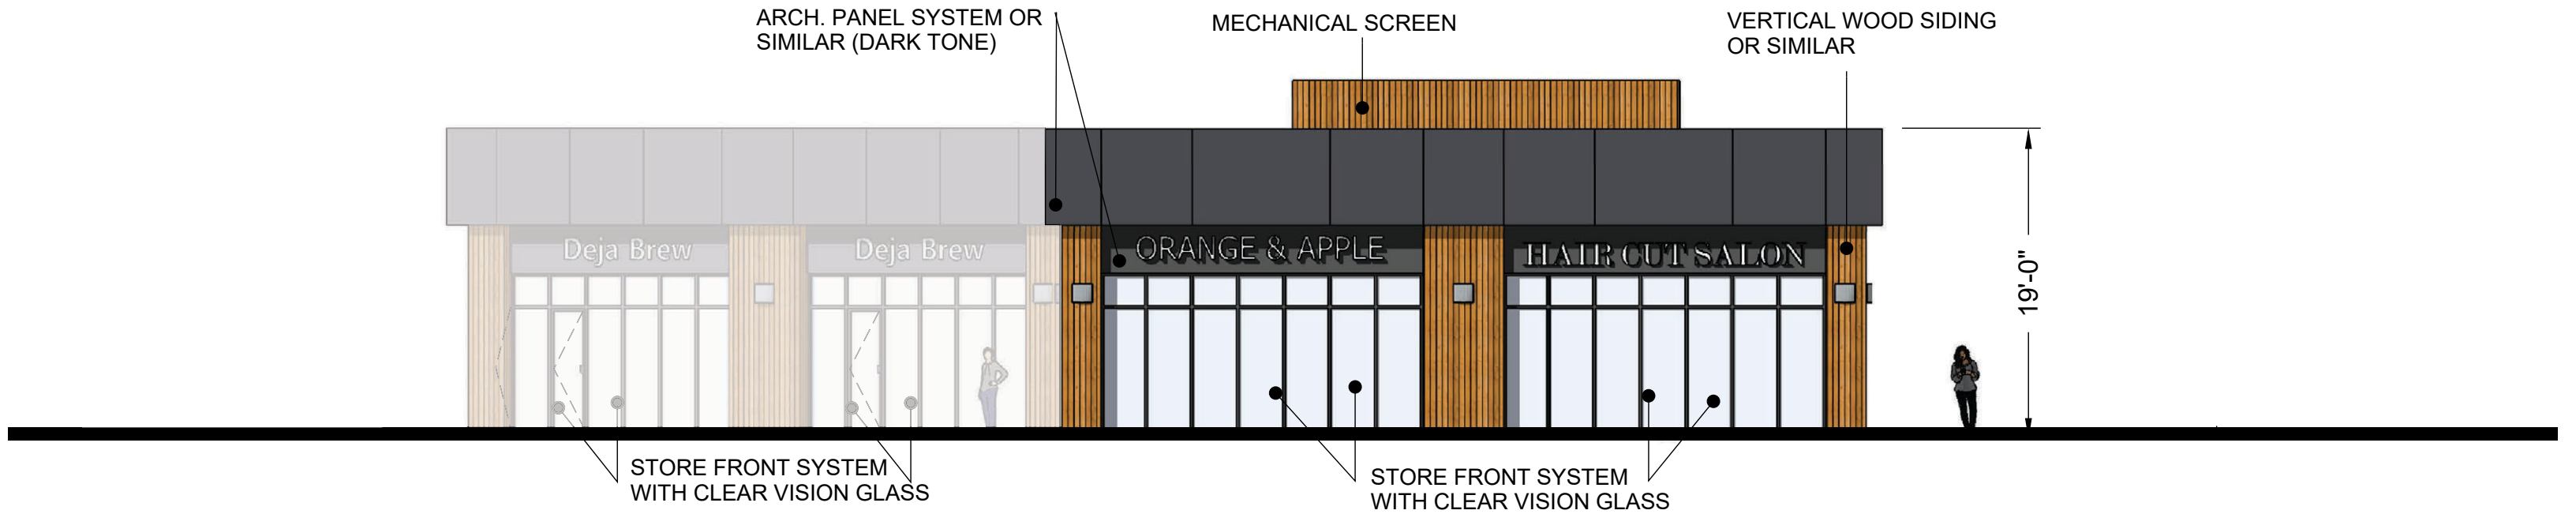 ARCH. PANEL SYSTEM OR
SIMILAR (DARK TONE)
MECHANICAL SCREEN
VERTICAL WOOD SIDING
OR SIMILAR
Deja Brew
Deja Brew
ORANGE & APPLE
HAIR CUT SALON
19'-0"
STORE FRONT SYSTEM
WITH CLEAR VISION GLASS
STORE FRONT SYSTEM
WITH CLEAR VISION GLASS